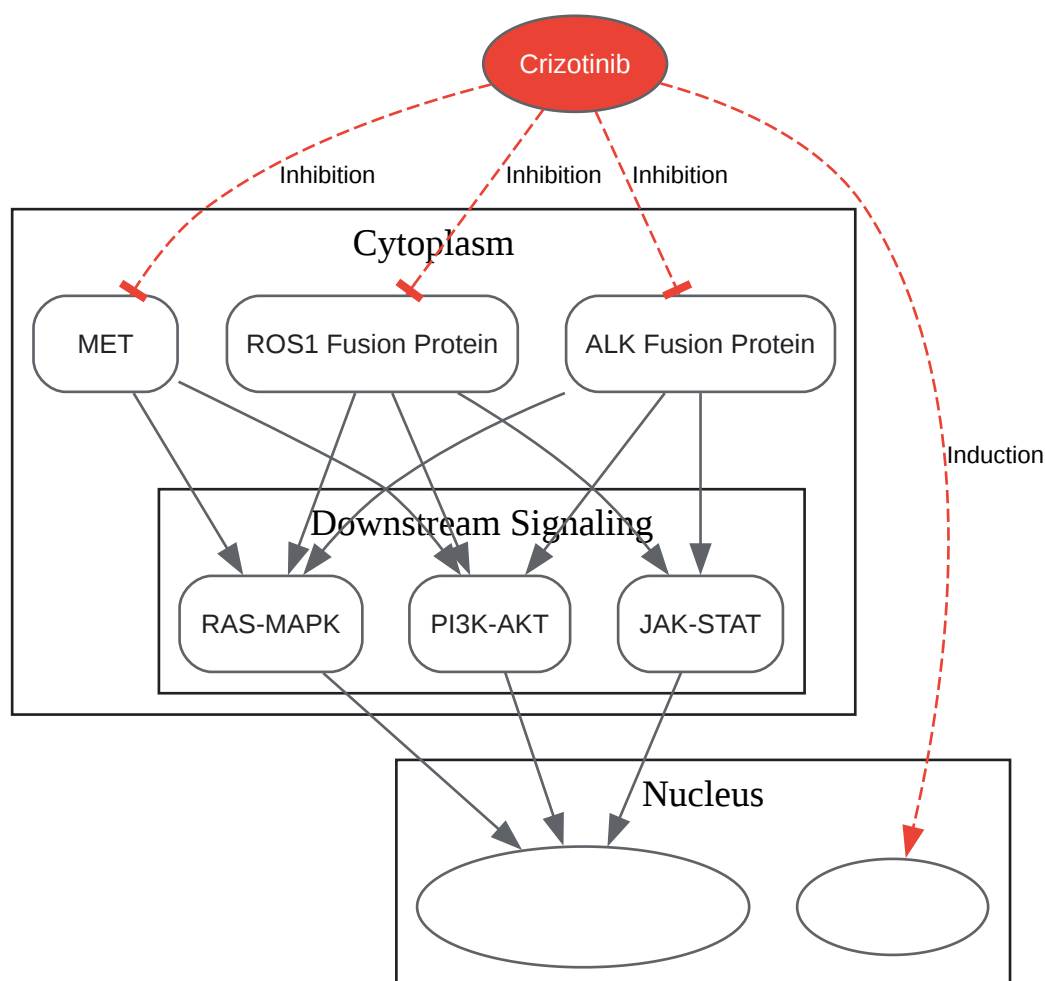 Crizotinib
Inhibition
Inhibition
Inhibition
Cytoplasm
MET
ROS1 Fusion Protein
ALK Fusion Protein
Induction
Downstream Signaling
RAS-MAPK
PI3K-AKT
JAK-STAT
Nucleus